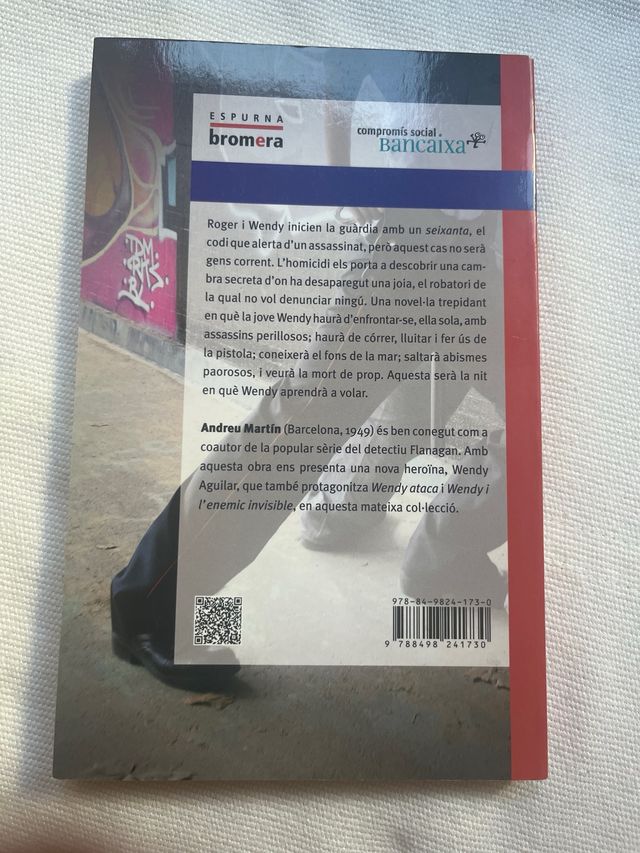 ESPURNA
bromera
compromís social
Bancaixa
Roger i Wendy inicien la guàrdia amb un seixanta, el
codi que alerta d'un assassinat, però aquest cas no serà
gens corrent. L'homicidi els porta a descobrir una cam-
bra secreta d'on ha desaparegut una joia, el robatori de
la qual no vol denunciar ningú. Una novel·la trepidant
en què la jove Wendy haurà d'enfrontar-se, ella sola, amb
assassins perillosos; haurà de córrer, lluitar i fer ús de
la pistola; coneixerà el fons de la mar; saltarà abismes
paorosos, i veurà la mort de prop. Aquesta serà la nit
en què Wendy aprendrà a volar.
Andreu Martín (Barcelona, 1949) és ben conegut com a
coautor de la popular sèrie del detectiu Flanagan. Amb
aquesta obra ens presenta una nova heroïna, Wendy
Aguilar, que també protagonitza Wendy ataca i Wendy i
l'enemic invisible, en aquesta mateixa col·lecció.
978-84-9824-173-0
9 788498 241730